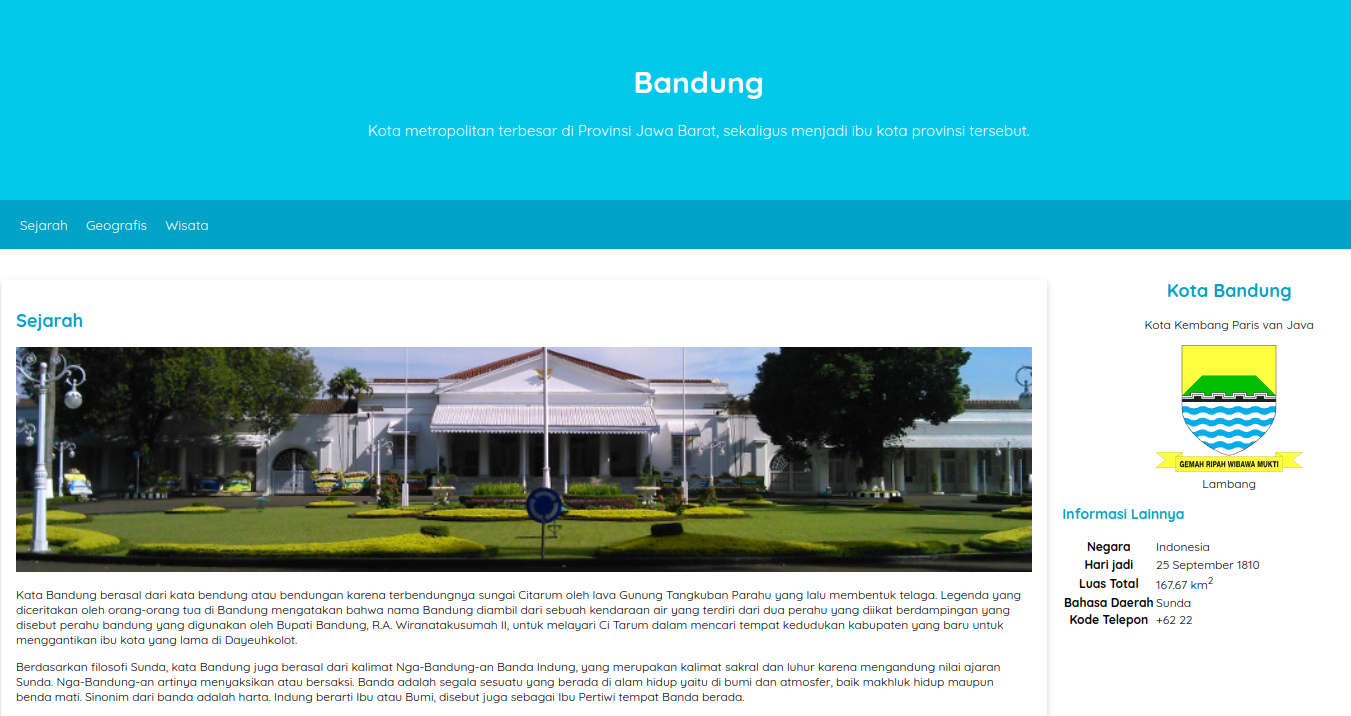 Bandung
Kota metropolitan terbesar di Provinsi Jawa Barat, sekaligus menjadi ibu kota provinsi tersebut.
Sejarah Geografis Wisata
Sejarah
Kata Bandung berasal dari kata bendung atau bendungan karena terbendungnya sungai Citarum oleh lava Gunung Tangkuban Parahu yang lalu membentuk telaga. Legenda yang
diceritakan oleh orang-orang tua di Bandung mengatakan bahwa nama Bandung diambil dari sebuah kendaraan air yang terdiri dari dua perahu yang diikat berdampingan yang
disebut perahu bandung yang digunakan oleh Bupati Bandung, R.A. Wiranatakusumah II, untuk melayari Ci Tarum dalam mencari tempat kedudukan kabupaten yang baru untuk
menggantikan ibu kota yang lama di Dayeuhkolot.
Berdasarkan filosofi Sunda, kata Bandung juga berasal dari kalimat Nga-Bandung-an Banda Indung, yang merupakan kalimat sakral dan luhur karena mengandung nilai ajaran
Sunda. Nga-Bandung-an artinya menyaksikan atau bersaksi. Banda adalah segala sesuatu yang berada di alam hidup yaitu di bumi dan atmosfer, baik makhluk hidup maupun
benda mati. Sinonim dari banda adalah harta. Indung berarti Ibu atau Bumi, disebut juga sebagai Ibu Pertiwi tempat Banda berada.
Kota Bandung
Kota Kembang Paris van Java
GEMAH RIPAH WIBAWA MUKTI
Lambang
Informasi Lainnya
Negara Indonesia
Hari jadi 25 September 1810
Luas Total 167.67 km²
Bahasa Daerah Sunda
Kode Telepon +62 22